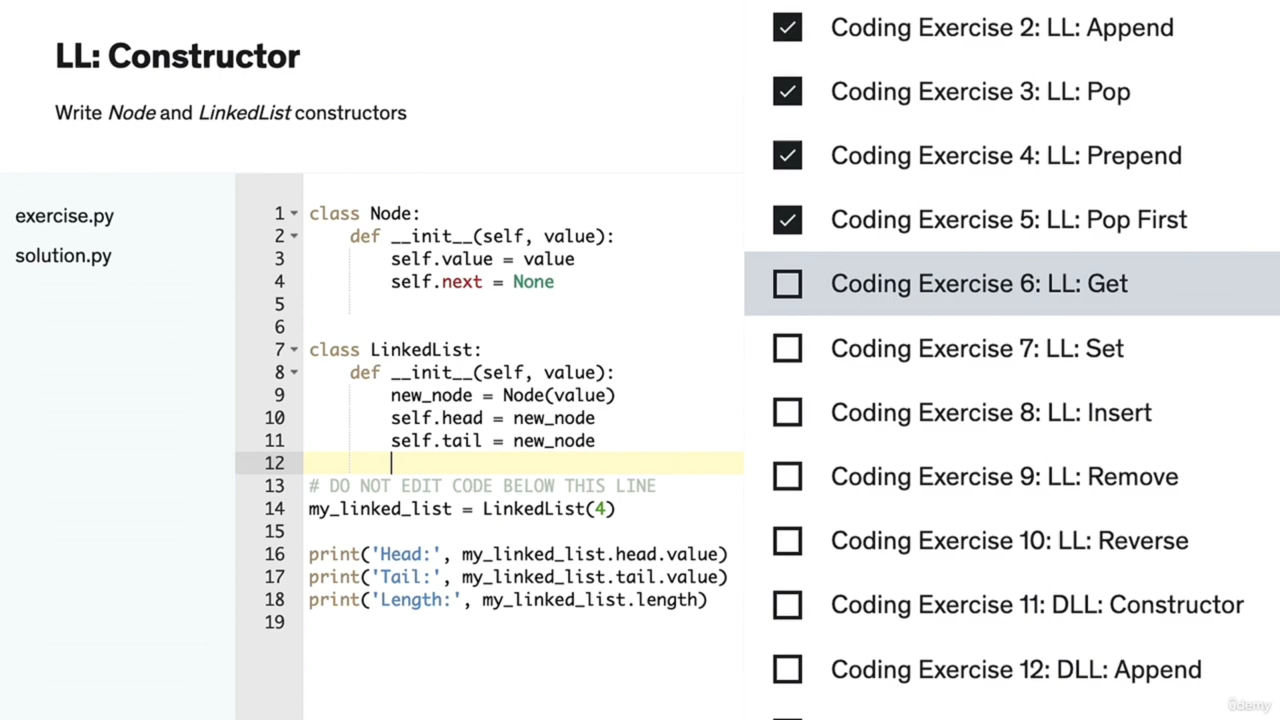 LL: Constructor
Write Node and LinkedList constructors
exercise.py
solution.py
1 class Node:
2     def __init__(self, value):
3         self.value = value
4         self.next = None
5
6
7 class LinkedList:
8     def __init__(self, value):
9         new_node = Node(value)
10         self.head = new_node
11         self.tail = new_node
12
13 # DO NOT EDIT CODE BELOW THIS LINE
14 my_linked_list = LinkedList(4)
15
16 print('Head:', my_linked_list.head.value)
17 print('Tail:', my_linked_list.tail.value)
18 print('Length:', my_linked_list.length)
19
Coding Exercise 2: LL: Append
Coding Exercise 3: LL: Pop
Coding Exercise 4: LL: Prepend
Coding Exercise 5: LL: Pop First
Coding Exercise 6: LL: Get
Coding Exercise 7: LL: Set
Coding Exercise 8: LL: Insert
Coding Exercise 9: LL: Remove
Coding Exercise 10: LL: Reverse
Coding Exercise 11: DLL: Constructor
Coding Exercise 12: DLL: Append
ûdemy